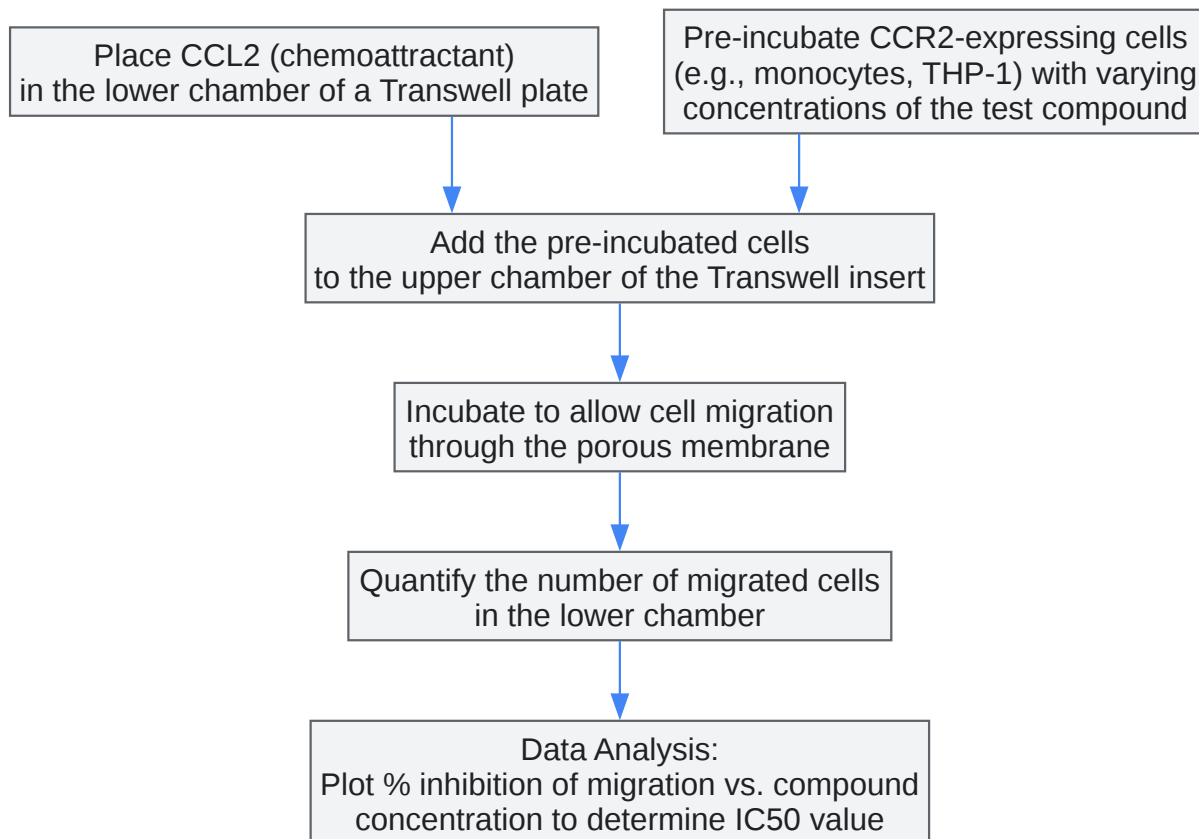 Place CCL2 (chemoattractant)
in the lower chamber of a Transwell plate
Pre-incubate CCR2-expressing cells
(e.g., monocytes, THP-1) with varying
concentrations of the test compound
Add the pre-incubated cells
to the upper chamber of the Transwell insert
Incubate to allow cell migration
through the porous membrane
Quantify the number of migrated cells
in the lower chamber
Data Analysis:
Plot % inhibition of migration vs. compound
concentration to determine IC50 value